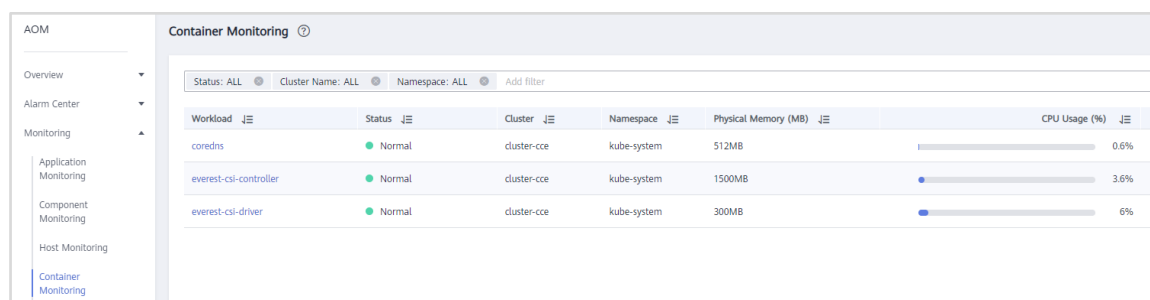 AOM
Container Monitoring ?
Overview
Alarm Center
Monitoring
Application
Monitoring
Component
Monitoring
Host Monitoring
Container
Monitoring
Status: ALL Cluster Name: ALL Namespace: ALL Add filter
Workload Status Cluster Namespace Physical Memory (MB) CPU Usage (%)
coredns Normal cluster-cce kube-system 512MB 0.6%
everest-csi-controller Normal cluster-cce kube-system 1500MB 3.6%
everest-csi-driver Normal cluster-cce kube-system 300MB 6%